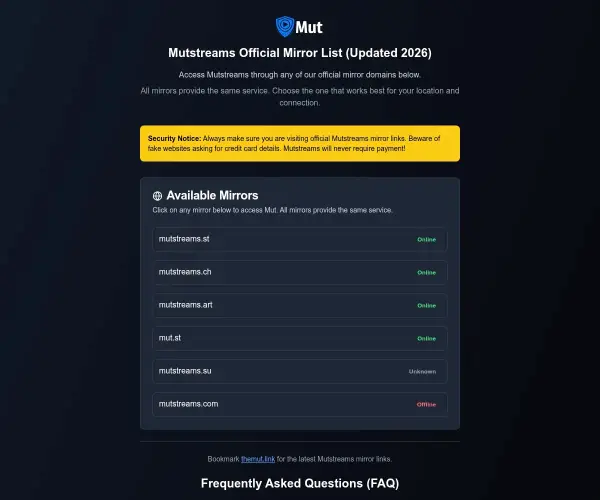 Mut
Mutstreams Official Mirror List (Updated 2026)
Access Mutstreams through any of our official mirror domains below.
All mirrors provide the same service. Choose the one that works best for your location and
connection.
Security Notice: Always make sure you are visiting official Mutstreams mirror links. Beware of
fake websites asking for credit card details. Mutstreams will never require payment!
Available Mirrors
Click on any mirror below to access Mut. All mirrors provide the same service.
mutstreams.st Online
mutstreams.ch Online
mutstreams.art Online
mut.st Online
mutstreams.su Unknown
mutstreams.com Offline
Bookmark themut.link for the latest Mutstreams mirror links.
Frequently Asked Questions (FAQ)